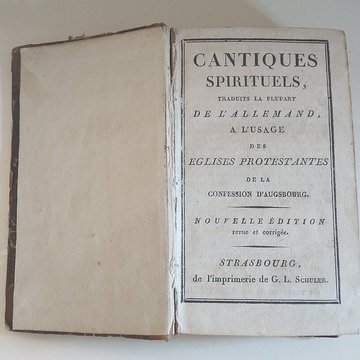 CANTIQUES
SPIRITUELS,
TRADUITS LA PLUPART
DE L'ALLEMAND,
A L'USAGE
DES
EGLISES PROTESTANTES
DE LA
CONFESSION D'AUGSBOURG.
NOUVELLE ÉDITION
revue et corrigée.
STRASBOURG,
de l'imprimerie de G. L. SCHULER.